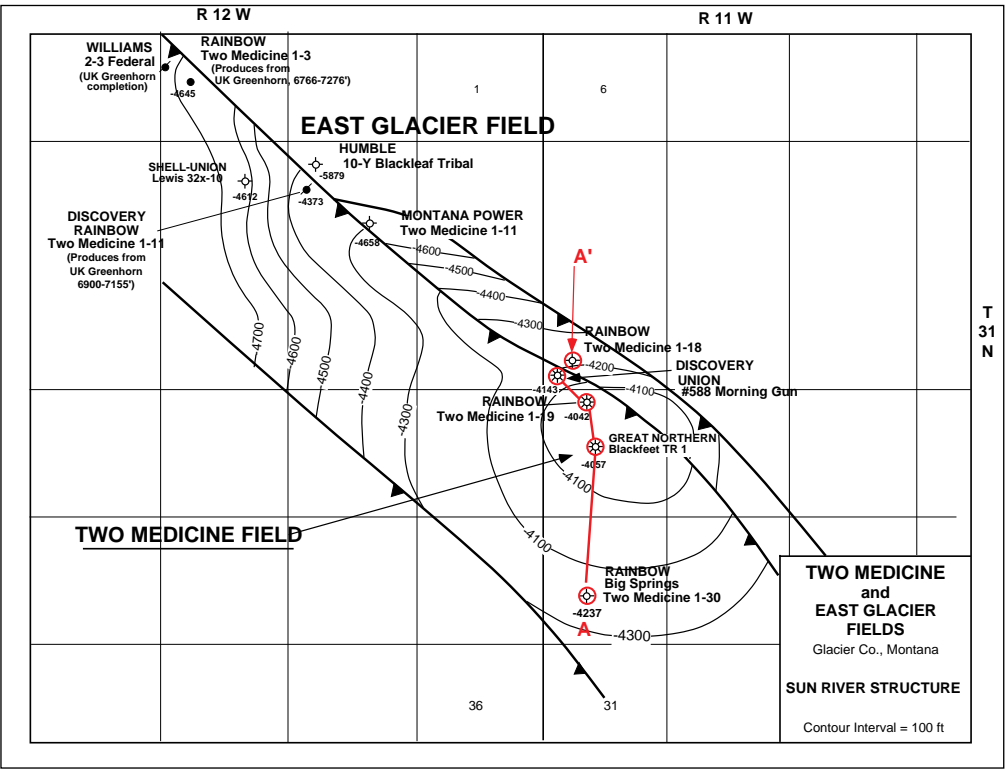 R 12 W
R 11 W
WILLIAMS
2-3 Federal
(UK Greenhorn
completion)
RAINBOW
Two Medicine 1-3
(Produces from
UK Greenhorn, 6766-7276')
-4645
1
6
EAST GLACIER FIELD
HUMBLE
10-Y Blackleaf Tribal
-5879
SHELL-UNION
Lewis 32x-10
-4612
-4373
DISCOVERY
RAINBOW
Two Medicine 1-11
(Produces from
UK Greenhorn
6900-7155')
MONTANA POWER
Two Medicine 1-11
-4658
-4600
-4500
-4400
-4300
A'
T
31
N
RAINBOW
Two Medicine 1-18
-4200
DISCOVERY
UNION
#588 Morning Gun
-4100
-4143
RAINBOW
Two Medicine 1-19
-4042
GREAT NORTHERN
Blackfeet TR 1
-4057
-4700
-4600
-4500
-4400
-4300
-4100
-4100
TWO MEDICINE FIELD
RAINBOW
Big Springs
Two Medicine 1-30
-4237
A
-4300
36
31
TWO MEDICINE
and
EAST GLACIER
FIELDS
Glacier Co., Montana
SUN RIVER STRUCTURE
Contour Interval = 100 ft